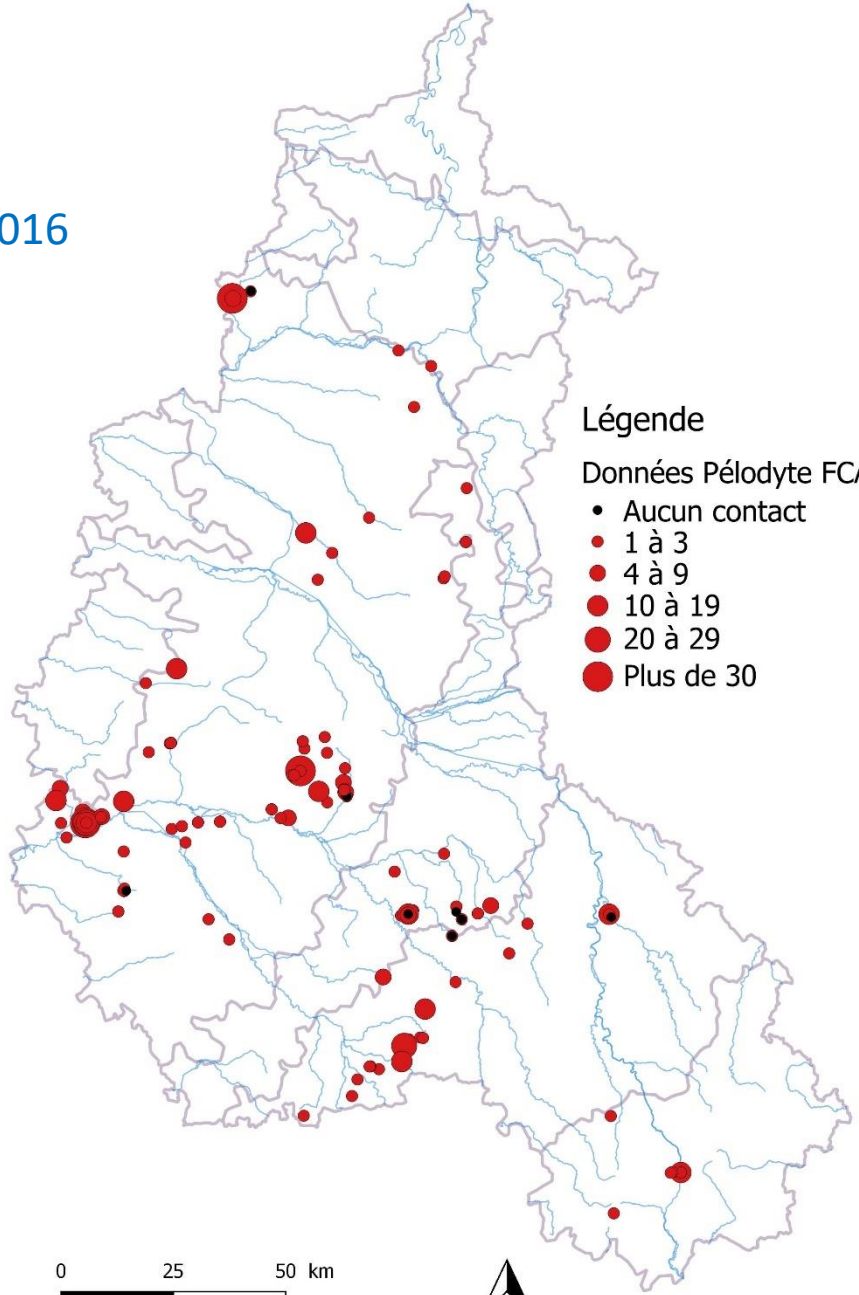 016
Légende
Données Pélodyte FCA
Aucun contact
1 à 3
4 à 9
10 à 19
20 à 29
Plus de 30
0 25 50 km